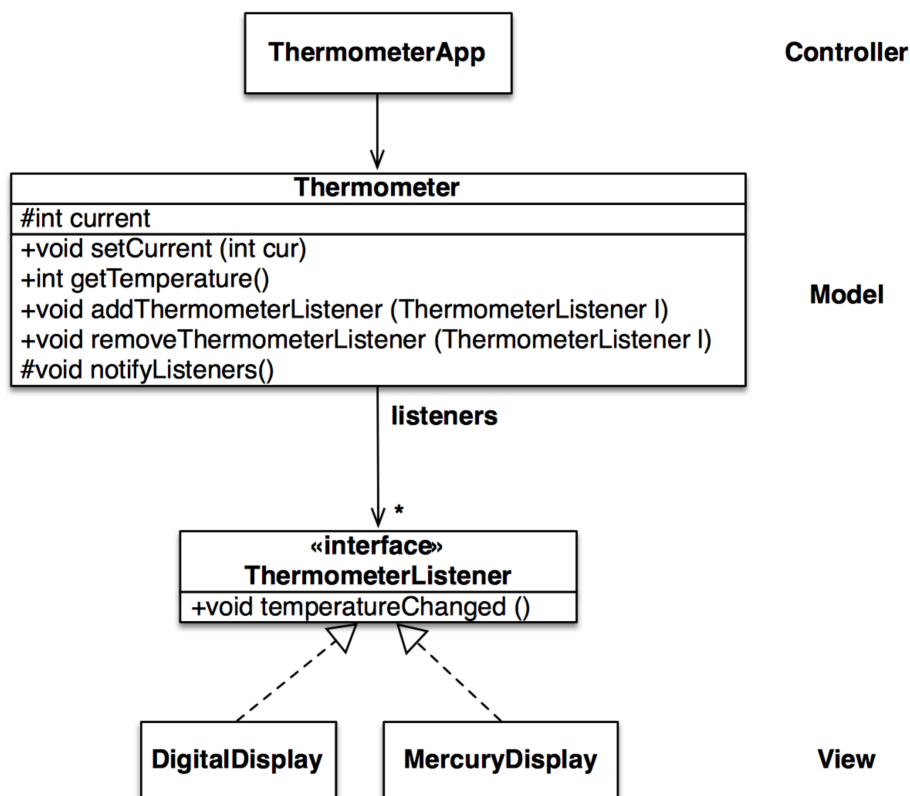 ThermometerApp
Controller
Thermometer
#int current
+void setCurrent (int cur)
+int getTemperature()
+void addThermometerListener (ThermometerListener l)
+void removeThermometerListener (ThermometerListener l)
#void notifyListeners()
Model
listeners
*
«interface»
ThermometerListener
+void temperatureChanged ()
DigitalDisplay
MercuryDisplay
View